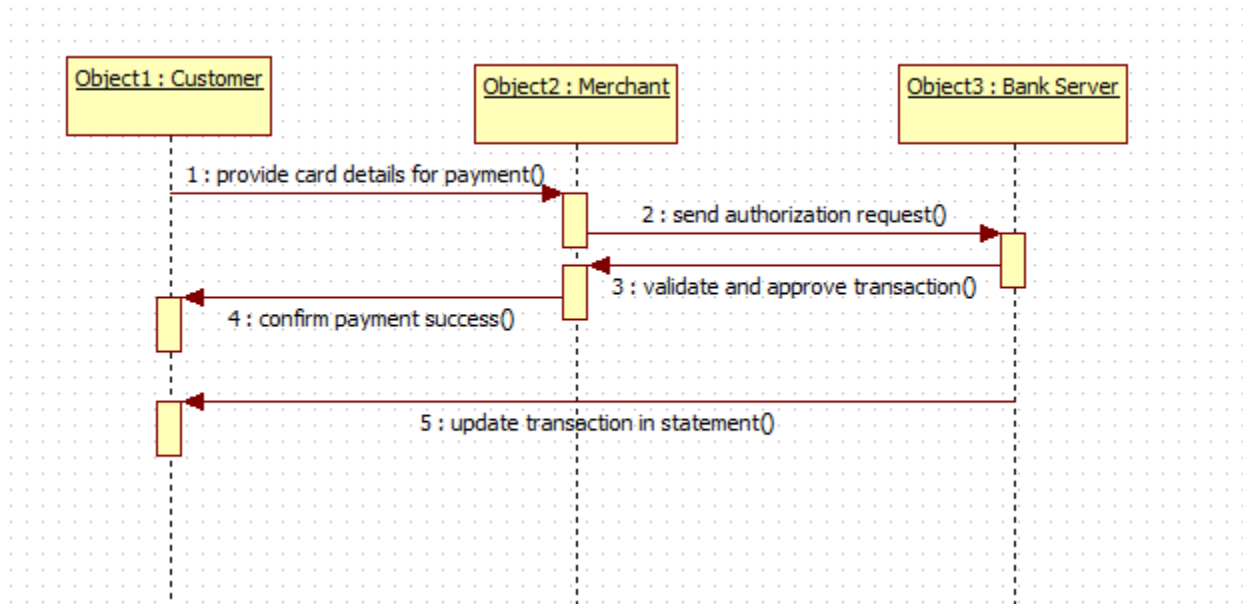 Object1 : Customer
Object2 : Merchant
Object3 : Bank Server
1 : provide card details for payment()
2 : send authorization request()
3 : validate and approve transaction()
4 : confirm payment success()
5 : update transaction in statement()